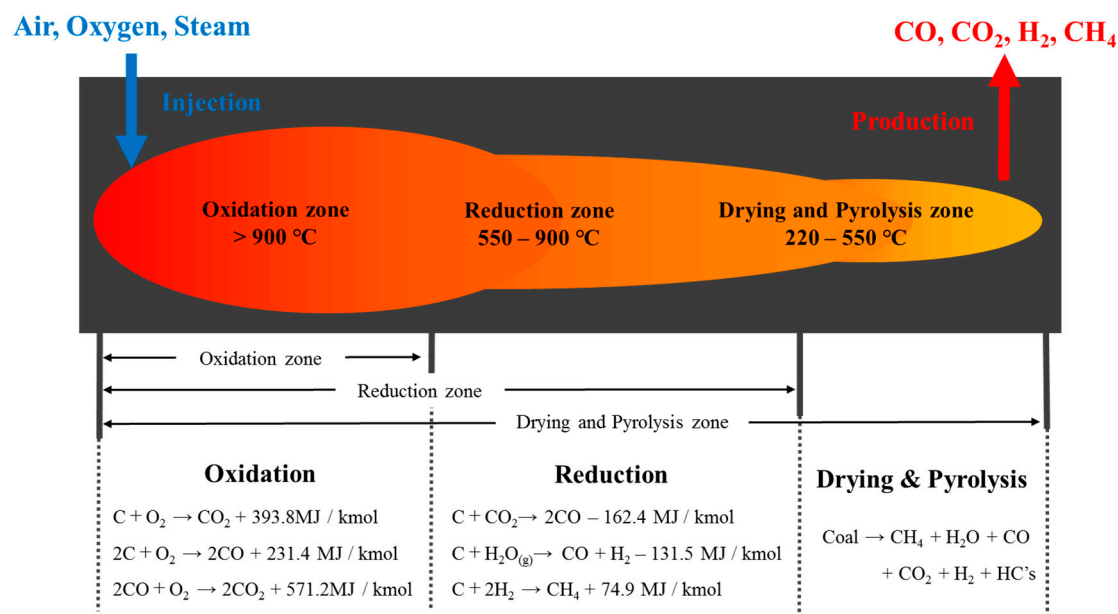 Air, Oxygen, Steam
CO, CO₂, H₂, CH₄
Injection
Production
Oxidation zone
> 900 ℃
Reduction zone
550 – 900 ℃
Drying and Pyrolysis zone
220 – 550 ℃
Oxidation zone
Reduction zone
Drying and Pyrolysis zone
Oxidation
C + O₂ → CO₂ + 393.8MJ / kmol
2C + O₂ → 2CO + 231.4 MJ / kmol
2CO + O₂ → 2CO₂ + 571.2MJ / kmol
Reduction
C + CO₂→ 2CO – 162.4 MJ / kmol
C + H₂O₍g₎→ CO + H₂ – 131.5 MJ / kmol
C + 2H₂ → CH₄ + 74.9 MJ / kmol
Drying & Pyrolysis
Coal → CH₄ + H₂O + CO
+ CO₂ + H₂ + HC's